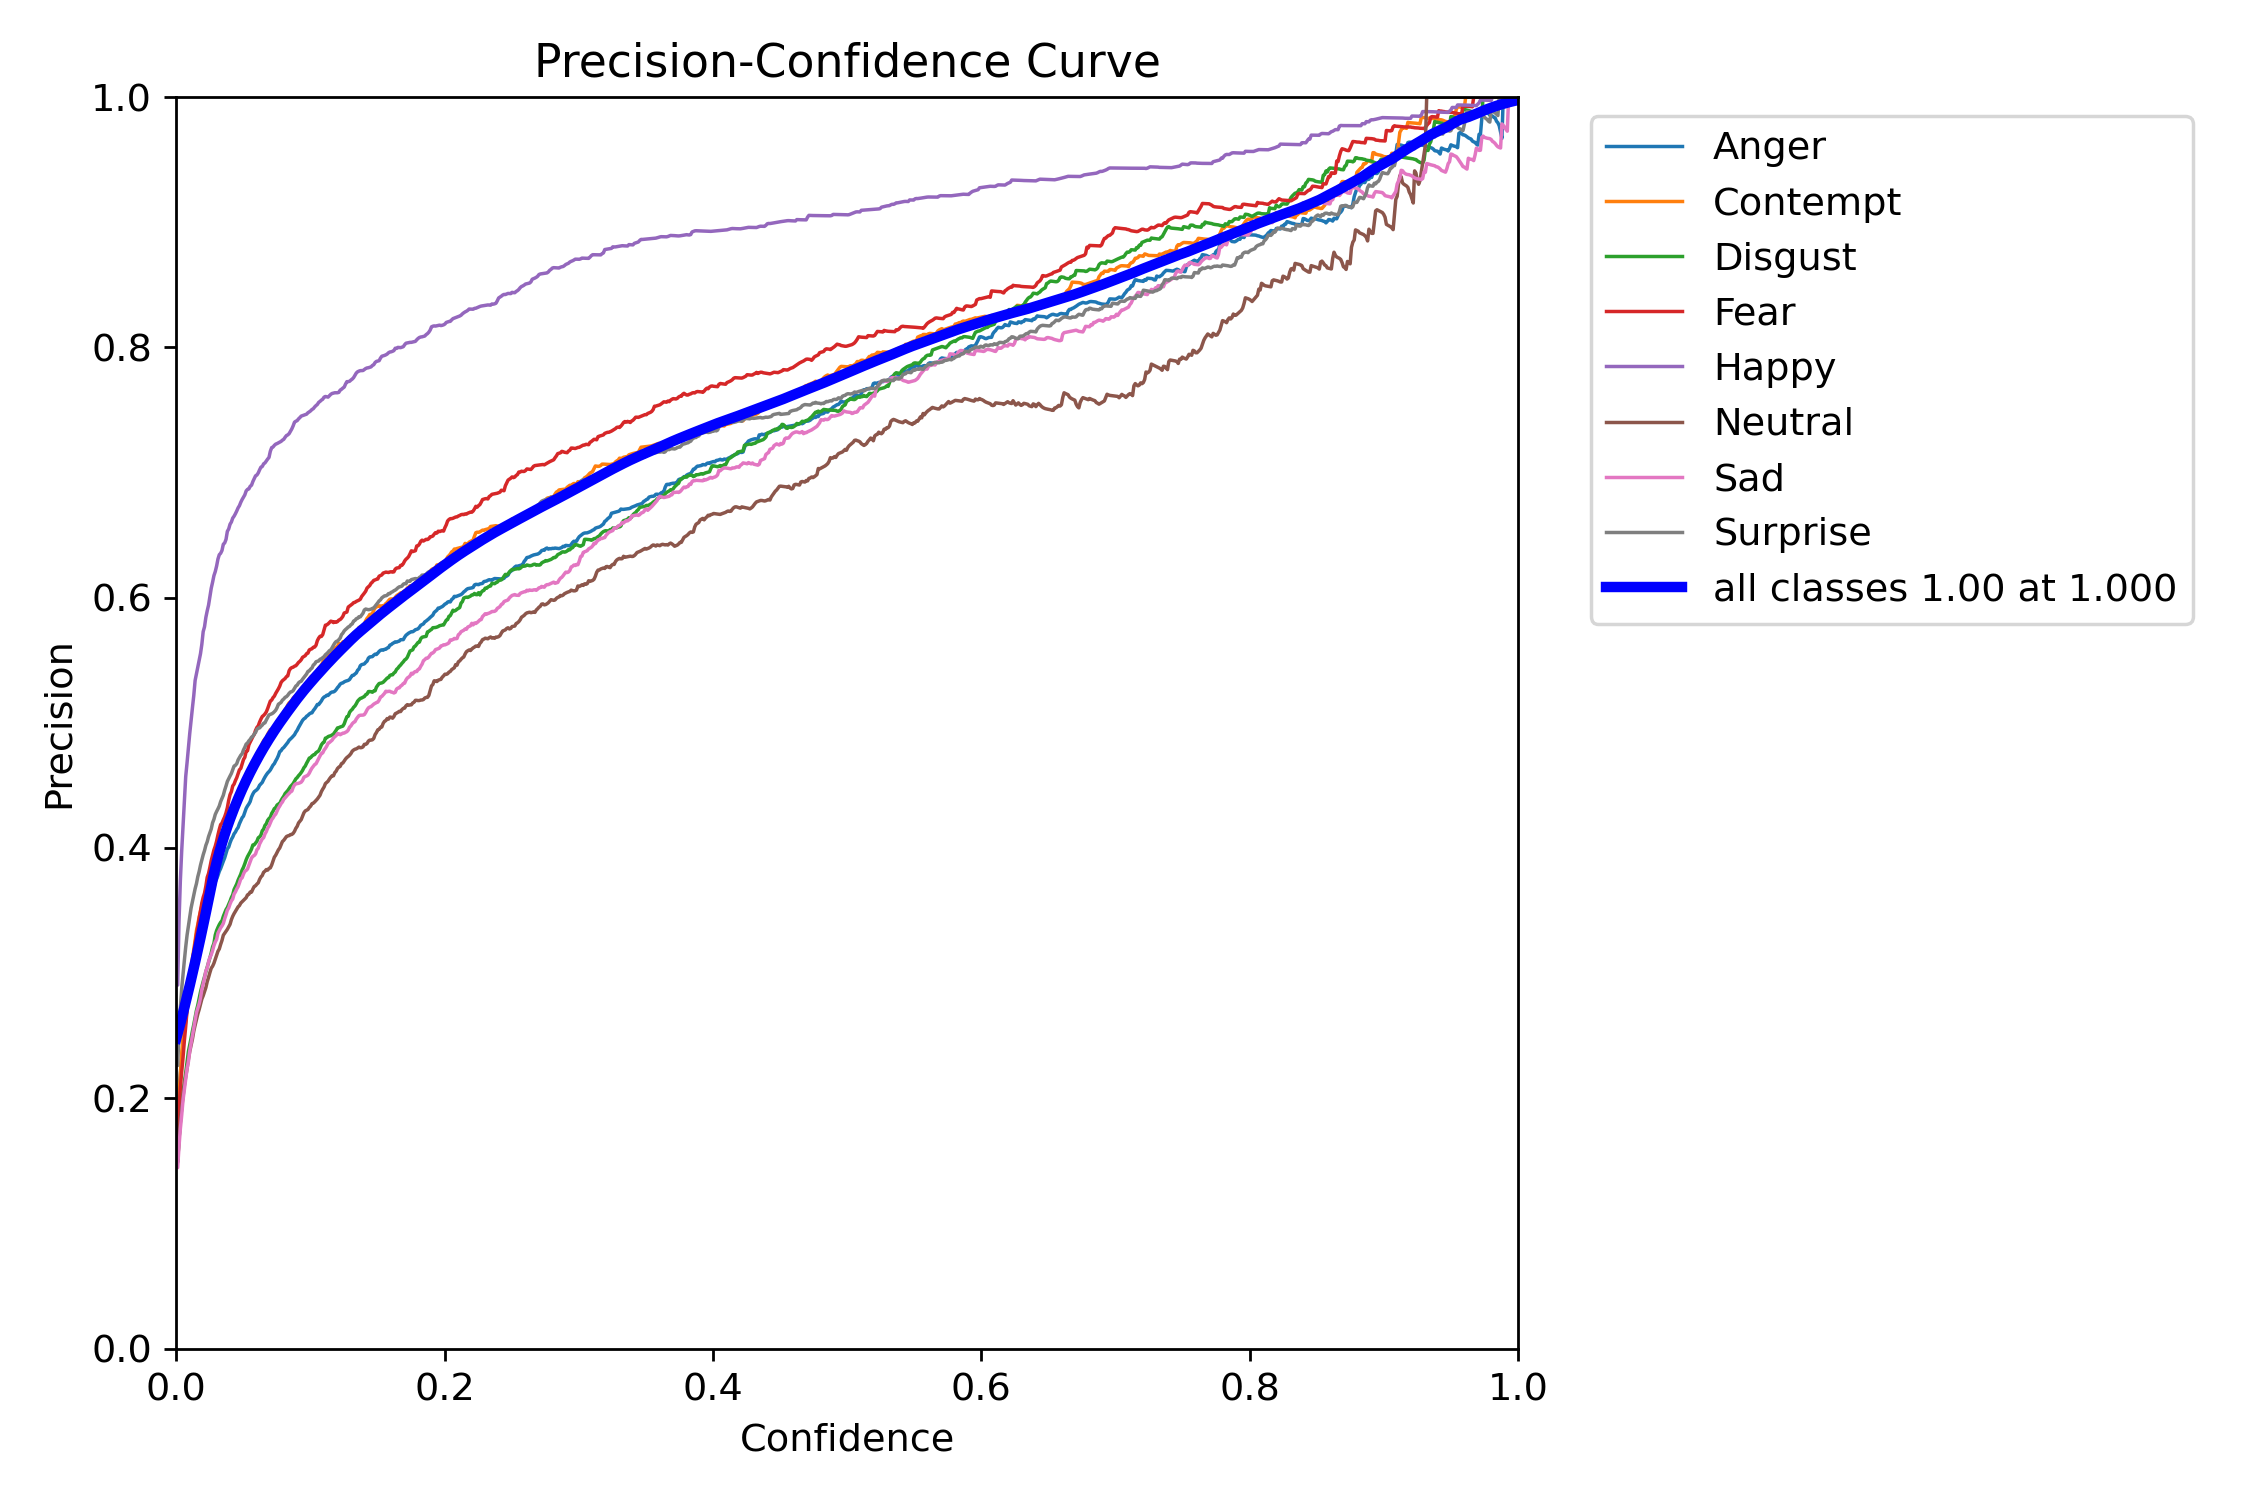 Precision-Confidence Curve
1.0
0.8
0.6
0.4
0.2
0.0
Precision
0.0 0.2 0.4 0.6 0.8 1.0
Confidence
Anger
Contempt
Disgust
Fear
Happy
Neutral
Sad
Surprise
all classes 1.00 at 1.000